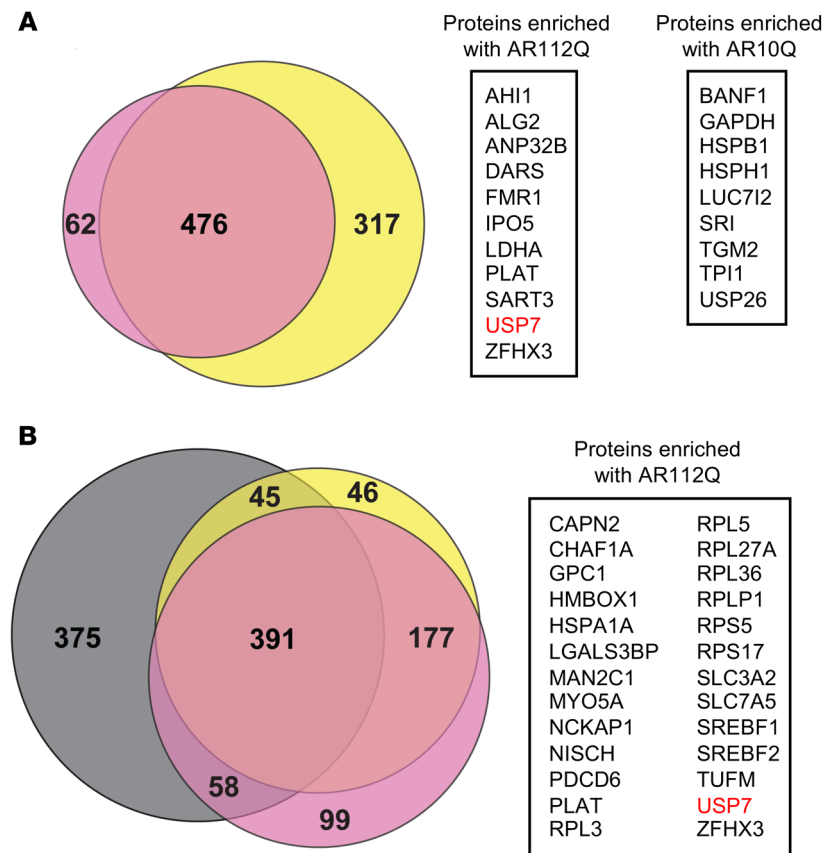 A
Proteins enriched
with AR112Q
Proteins enriched
with AR10Q
62
476
317
AHI1
ALG2
ANP32B
DARS
FMR1
IPO5
LDHA
PLAT
SART3
USP7
ZFHX3
BANF1
GAPDH
HSPB1
HSPH1
LUC7I2
SRI
TGM2
TPI1
USP26
B
Proteins enriched
with AR112Q
45
46
375
391
177
58
99
CAPN2
CHAF1A
GPC1
HMBOX1
HSPA1A
LGALS3BP
MAN2C1
MYO5A
NCKAP1
NISCH
PDCD6
PLAT
RPL3
RPL5
RPL27A
RPL36
RPLP1
RPS5
RPS17
SLC3A2
SLC7A5
SREBF1
SREBF2
TUFM
USP7
ZFHX3